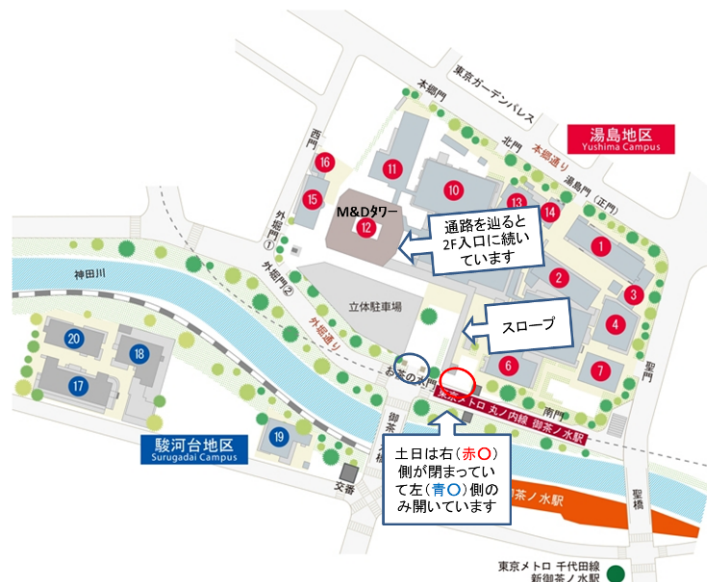 東京ガーデンパレス
本郷門
湯島地区
Yushima Campus
北門
本郷通り
湯島門(正門)
西門
16
11
15
10
13
14
M&Dタワー
12
通路を辿ると
2F入口に続い
ています
1
外堀門①
外堀門②
2
3
神田川
立体駐車場
スロープ
4
外堀通り
20
18
6
7
聖門
お茶の水門
17
東京メトロ 丸ノ内線 御茶ノ水駅
南門
19
駿河台地区
Surugadai Campus
土日は右(赤〇)
側が閉まってい
て左(青〇)側の
み開いています
交番
聖橋
東京メトロ 千代田線
新御茶ノ水駅